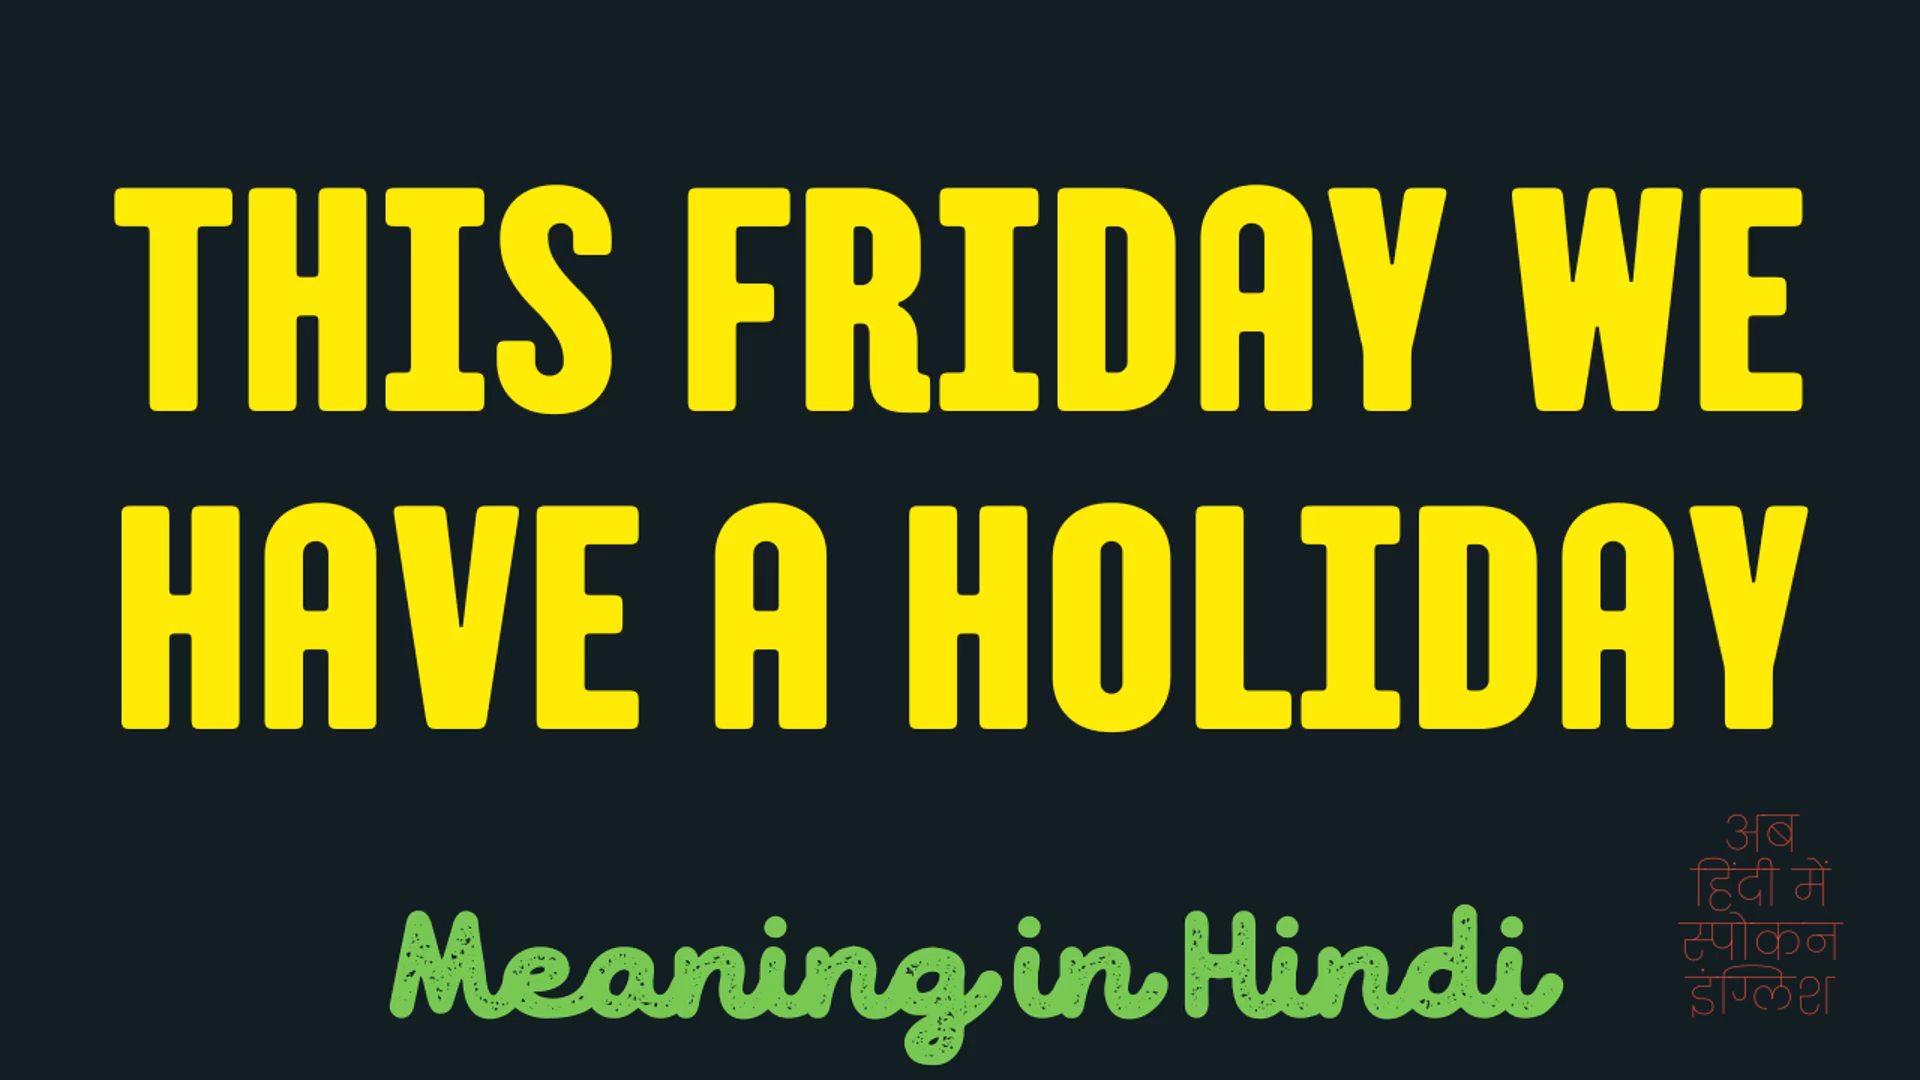 THIS FRIDAY WE
HAVE A HOLIDAY
Meaning in Hindi
अब
हिंदी में
स्पोकन
इंग्लिश